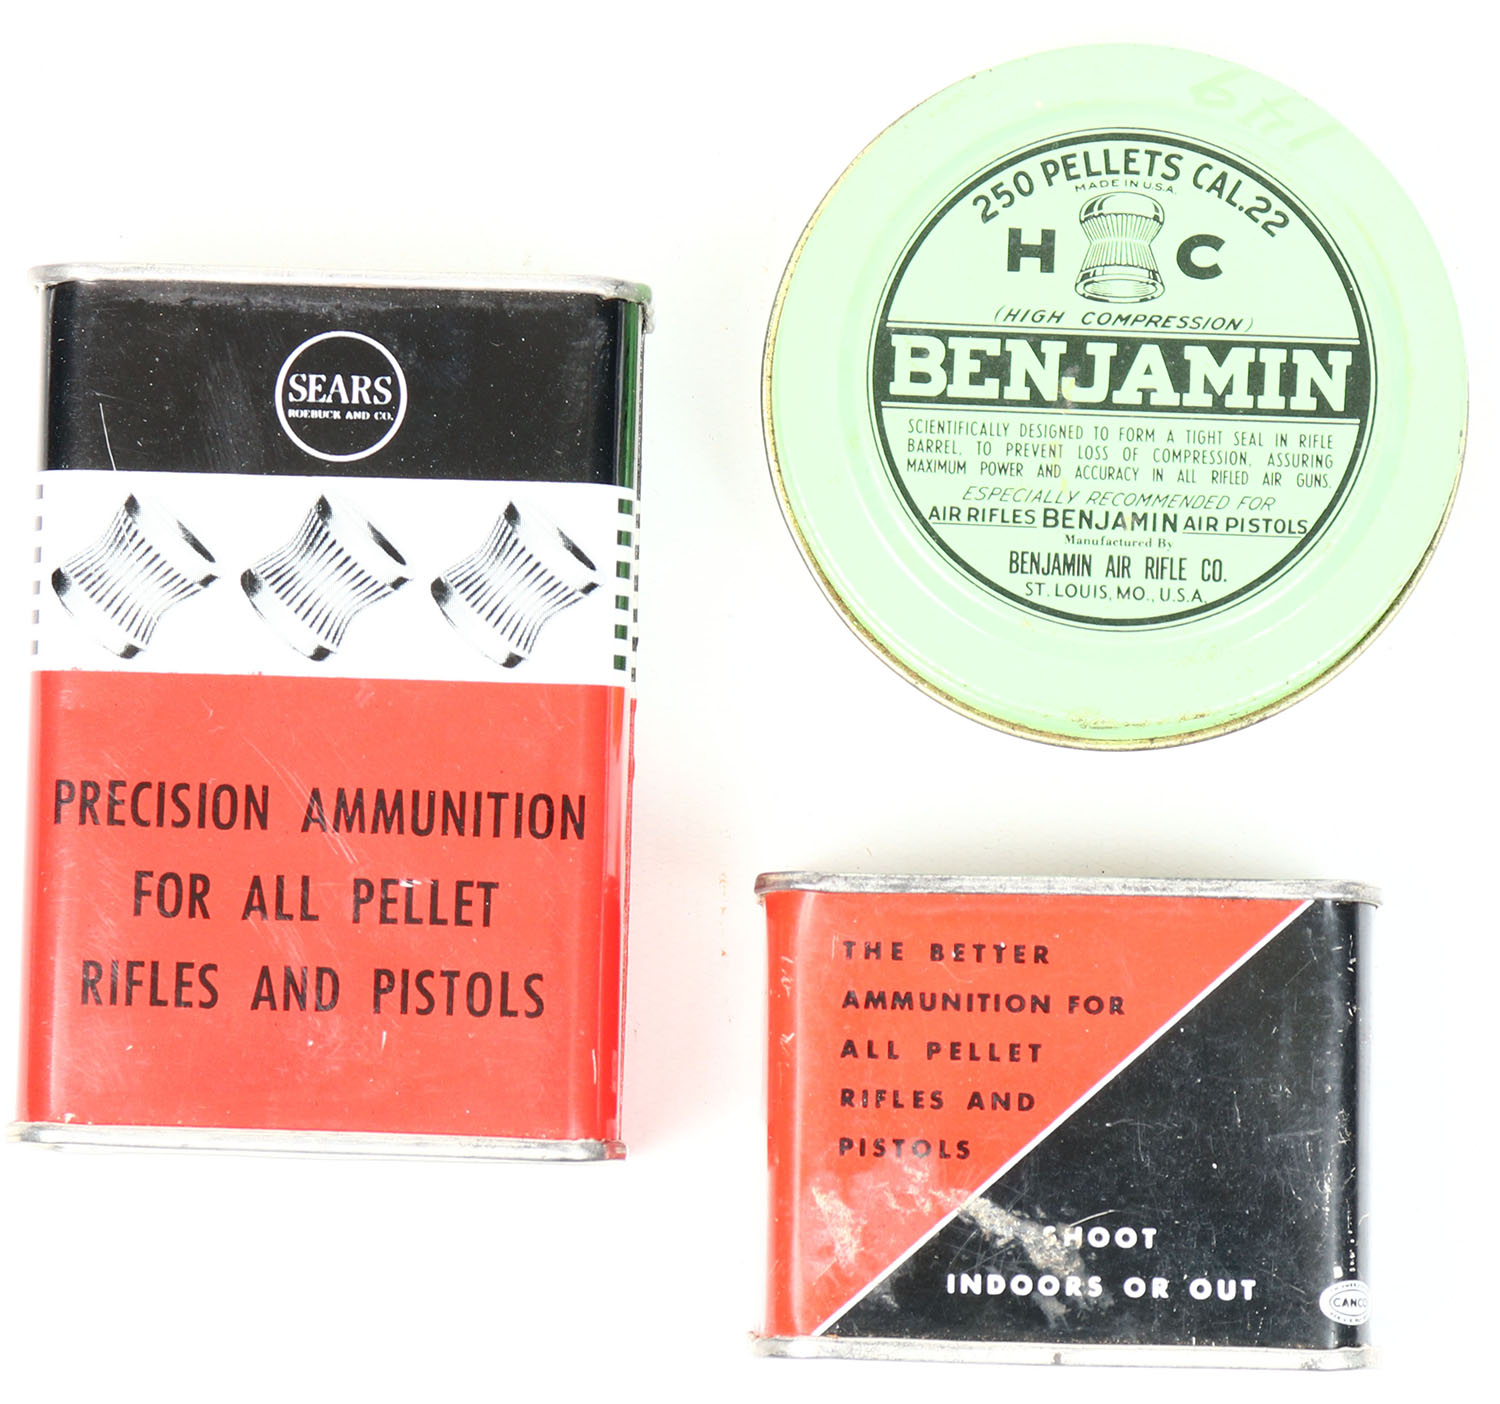 SEARS
ROEBUCK AND CO.
PRECISION AMMUNITION
FOR ALL PELLET
RIFLES AND PISTOLS
149
250 PELLETS CAL.22
MADE IN U.S.A.
H C
(HIGH COMPRESSION)
BENJAMIN
SCIENTIFICALLY DESIGNED TO FORM A TIGHT SEAL IN RIFLE
BARREL, TO PREVENT LOSS OF COMPRESSION, ASSURING
MAXIMUM POWER AND ACCURACY IN ALL RIFLED AIR GUNS.
ESPECIALLY RECOMMENDED FOR
AIR RIFLES BENJAMIN AIR PISTOLS
Manufactured By
BENJAMIN AIR RIFLE CO.
ST. LOUIS, MO., U.S.A.
THE BETTER
AMMUNITION FOR
ALL PELLET
RIFLES AND
PISTOLS
SHOOT
INDOORS OR OUT
CANCO